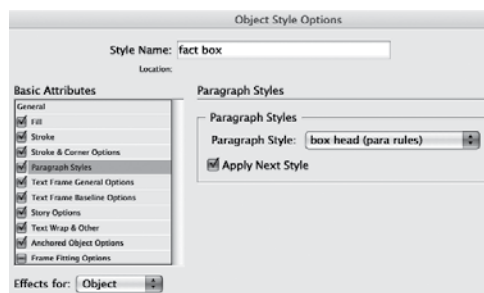 Object Style Options
Style Name: fact box
Location:
Basic Attributes
General
Fill
Stroke
Stroke & Corner Options
Paragraph Styles
Text Frame General Options
Text Frame Baseline Options
Story Options
Text Wrap & Other
Anchored Object Options
Frame Fitting Options
Effects for: Object
Paragraph Styles
Paragraph Styles
Paragraph Style: box head (para rules)
Apply Next Style